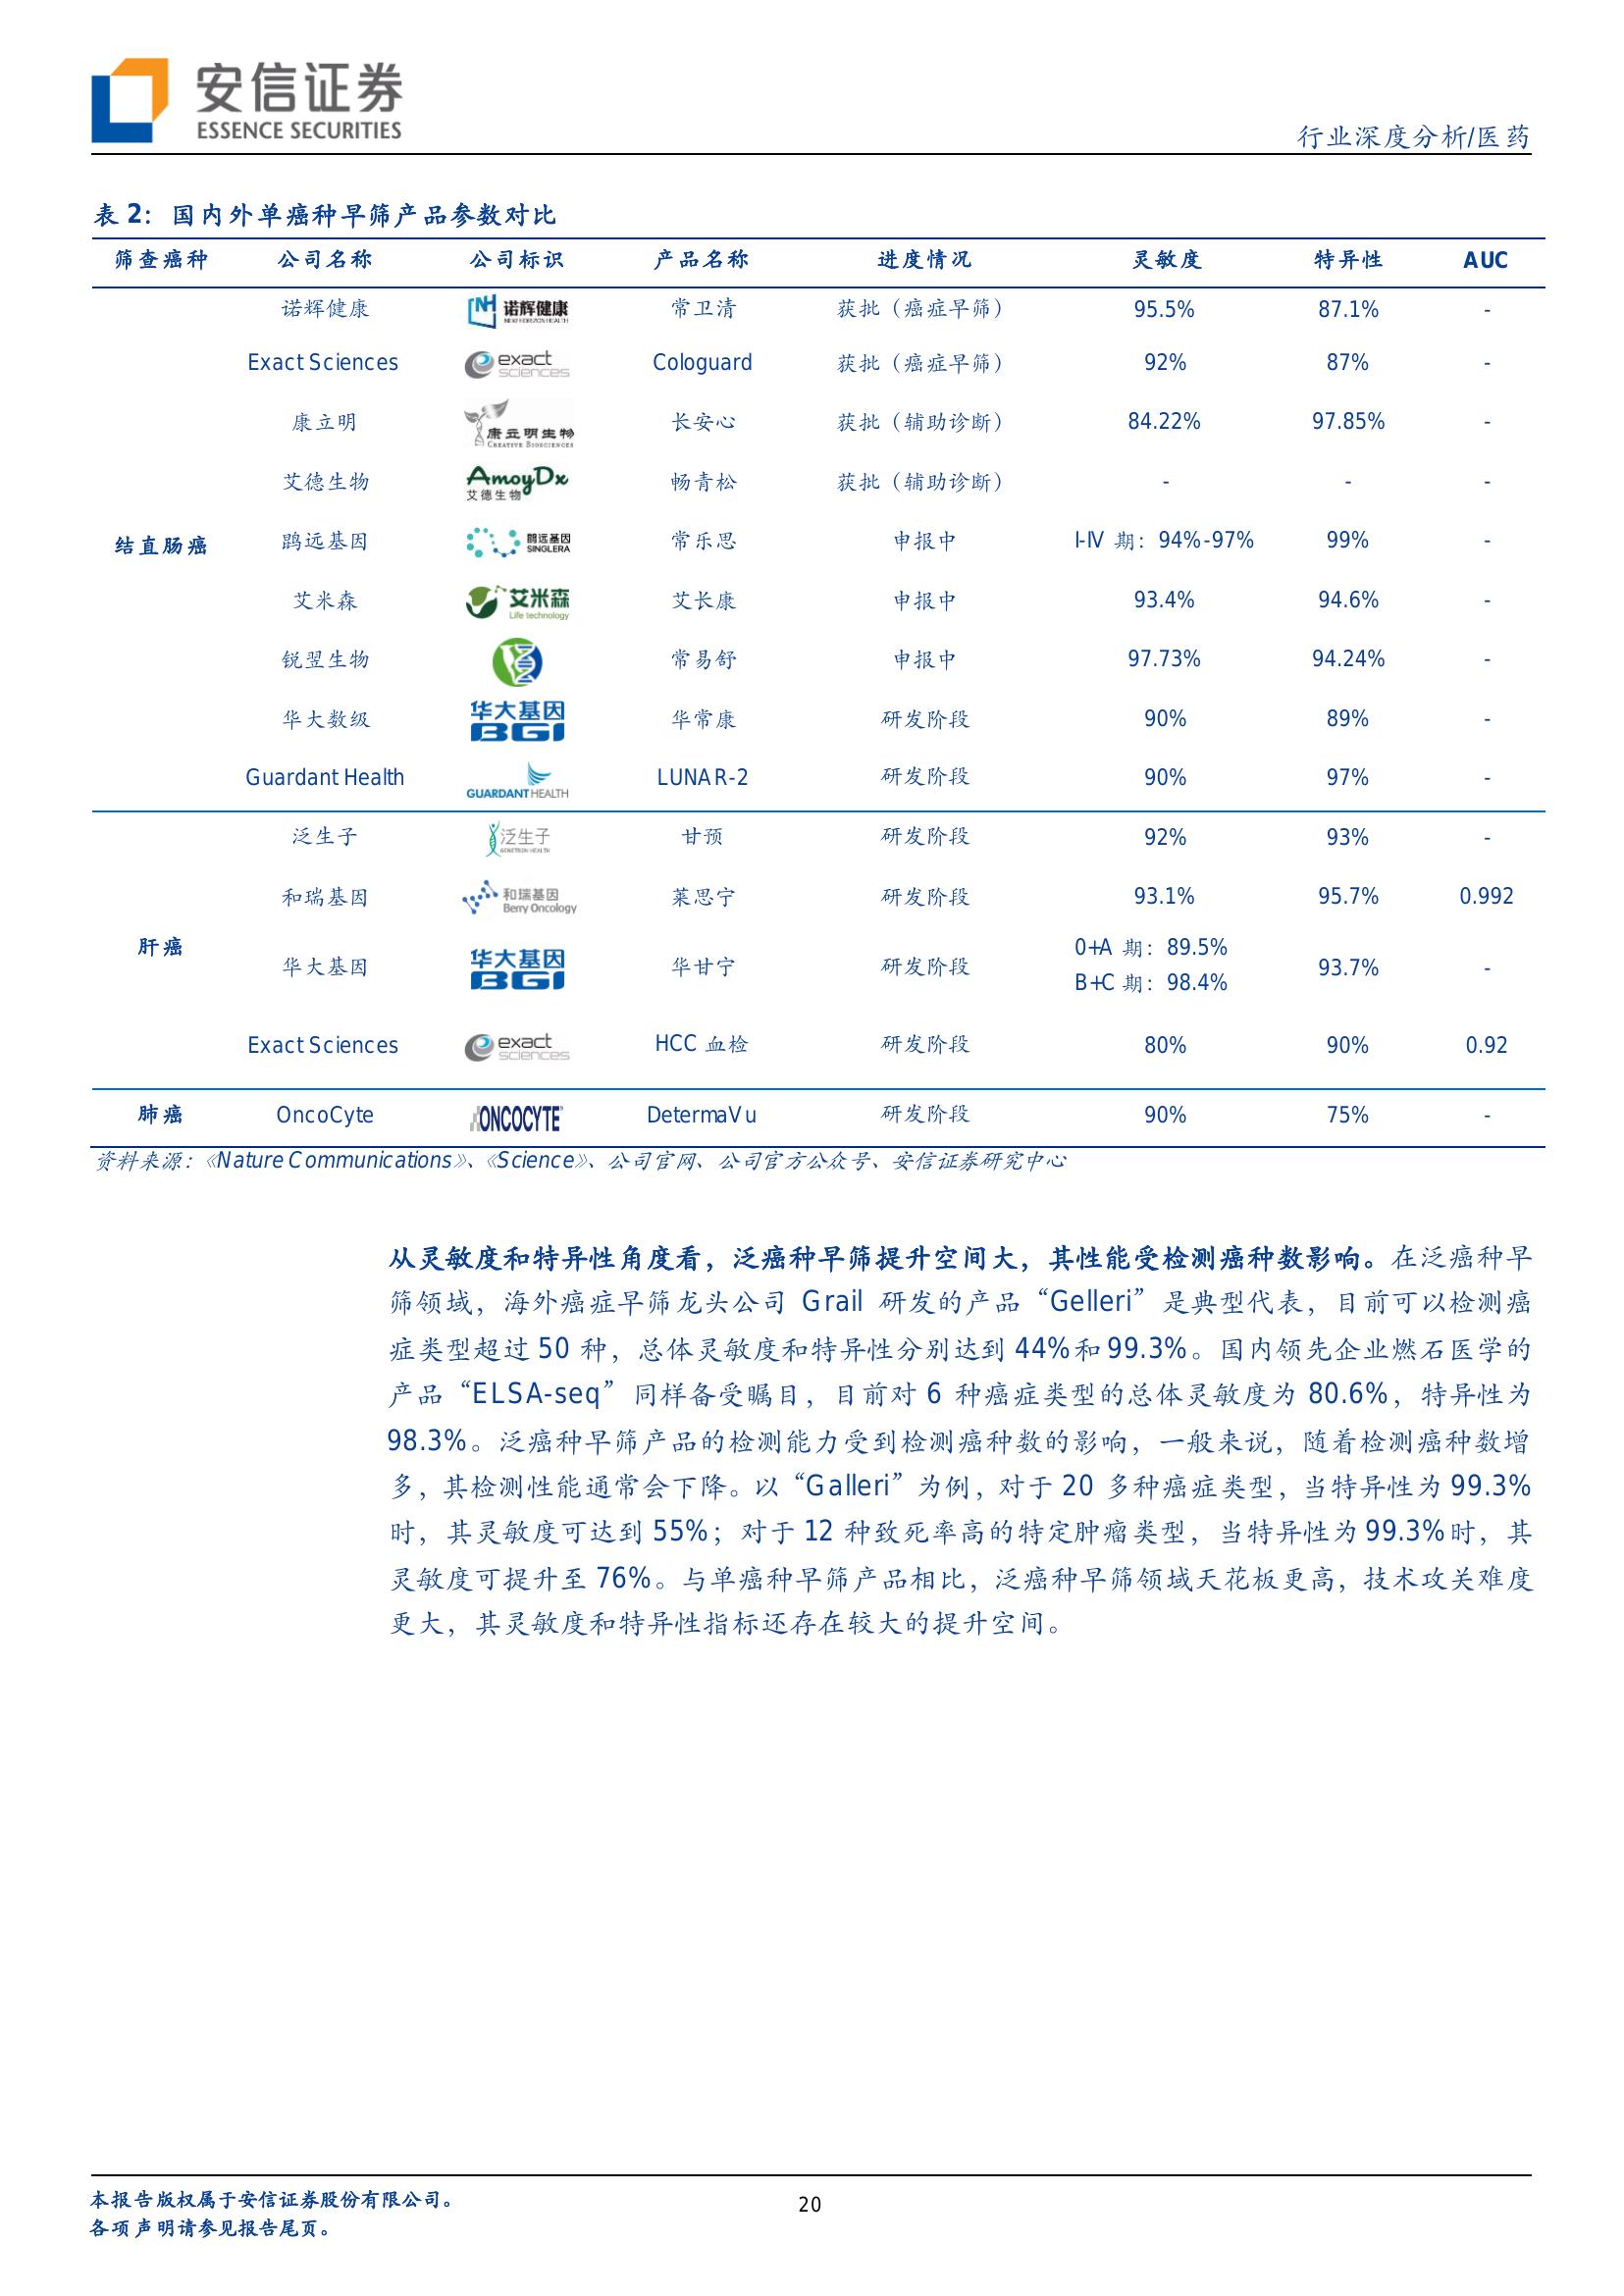 安信证券
ESSENCE SECURITIES
行业深度分析/医药
表 2：国内外单癌种早筛产品参数对比
筛查癌种 公司名称 公司标识 产品名称 进度情况 灵敏度 特异性 AUC
诺辉健康 诺辉健康 NEW HORIZON HEALTH 常卫清 获批（癌症早筛） 95.5% 87.1% -
Exact Sciences exact sciences Cologuard 获批（癌症早筛） 92% 87% -
康立明 康立明生物 CREATIVE BIOSCIENCES 长安心 获批（辅助诊断） 84.22% 97.85% -
艾德生物 AmoyDx 艾德生物 畅青松 获批（辅助诊断） - - -
结直肠癌 鹍远基因 鹍远基因 SINGLERA 常乐思 申报中 I-IV 期：94%-97% 99% -
艾米森 艾米森 Life technology 艾长康 申报中 93.4% 94.6% -
锐翌生物 常易舒 申报中 97.73% 94.24% -
华大数级 华大基因 BGI 华常康 研发阶段 90% 89% -
Guardant Health GUARDANT HEALTH LUNAR-2 研发阶段 90% 97% -
泛生子 泛生子 GENETRON HEALTH 甘预 研发阶段 92% 93% -
和瑞基因 和瑞基因 Berry Oncology 莱思宁 研发阶段 93.1% 95.7% 0.992
肝癌 华大基因 华大基因 BGI 华甘宁 研发阶段 0+A 期：89.5% 93.7% -
B+C 期：98.4%
Exact Sciences exact sciences HCC 血检 研发阶段 80% 90% 0.92
肺癌 OncoCyte ONCOCYTE DetermaVu 研发阶段 90% 75% -
资料来源：《Nature Communications》、《Science》、公司官网、公司官方公众号、安信证券研究中心
从灵敏度和特异性角度看，泛癌种早筛提升空间大，其性能受检测癌种数影响。在泛癌种早
筛领域，海外癌症早筛龙头公司 Grail 研发的产品“Gelleri”是典型代表，目前可以检测癌
症类型超过 50 种，总体灵敏度和特异性分别达到 44%和 99.3%。国内领先企业燃石医学的
产品“ELSA-seq”同样备受瞩目，目前对 6 种癌症类型的总体灵敏度为 80.6%，特异性为
98.3%。泛癌种早筛产品的检测能力受到检测癌种数的影响，一般来说，随着检测癌种数增
多，其检测性能通常会下降。以“Galleri”为例，对于 20 多种癌症类型，当特异性为 99.3%
时，其灵敏度可达到 55%；对于 12 种致死率高的特定肿瘤类型，当特异性为 99.3%时，其
灵敏度可提升至 76%。与单癌种早筛产品相比，泛癌种早筛领域天花板更高，技术攻关难度
更大，其灵敏度和特异性指标还存在较大的提升空间。
本报告版权属于安信证券股份有限公司。
各项声明请参见报告尾页。
20